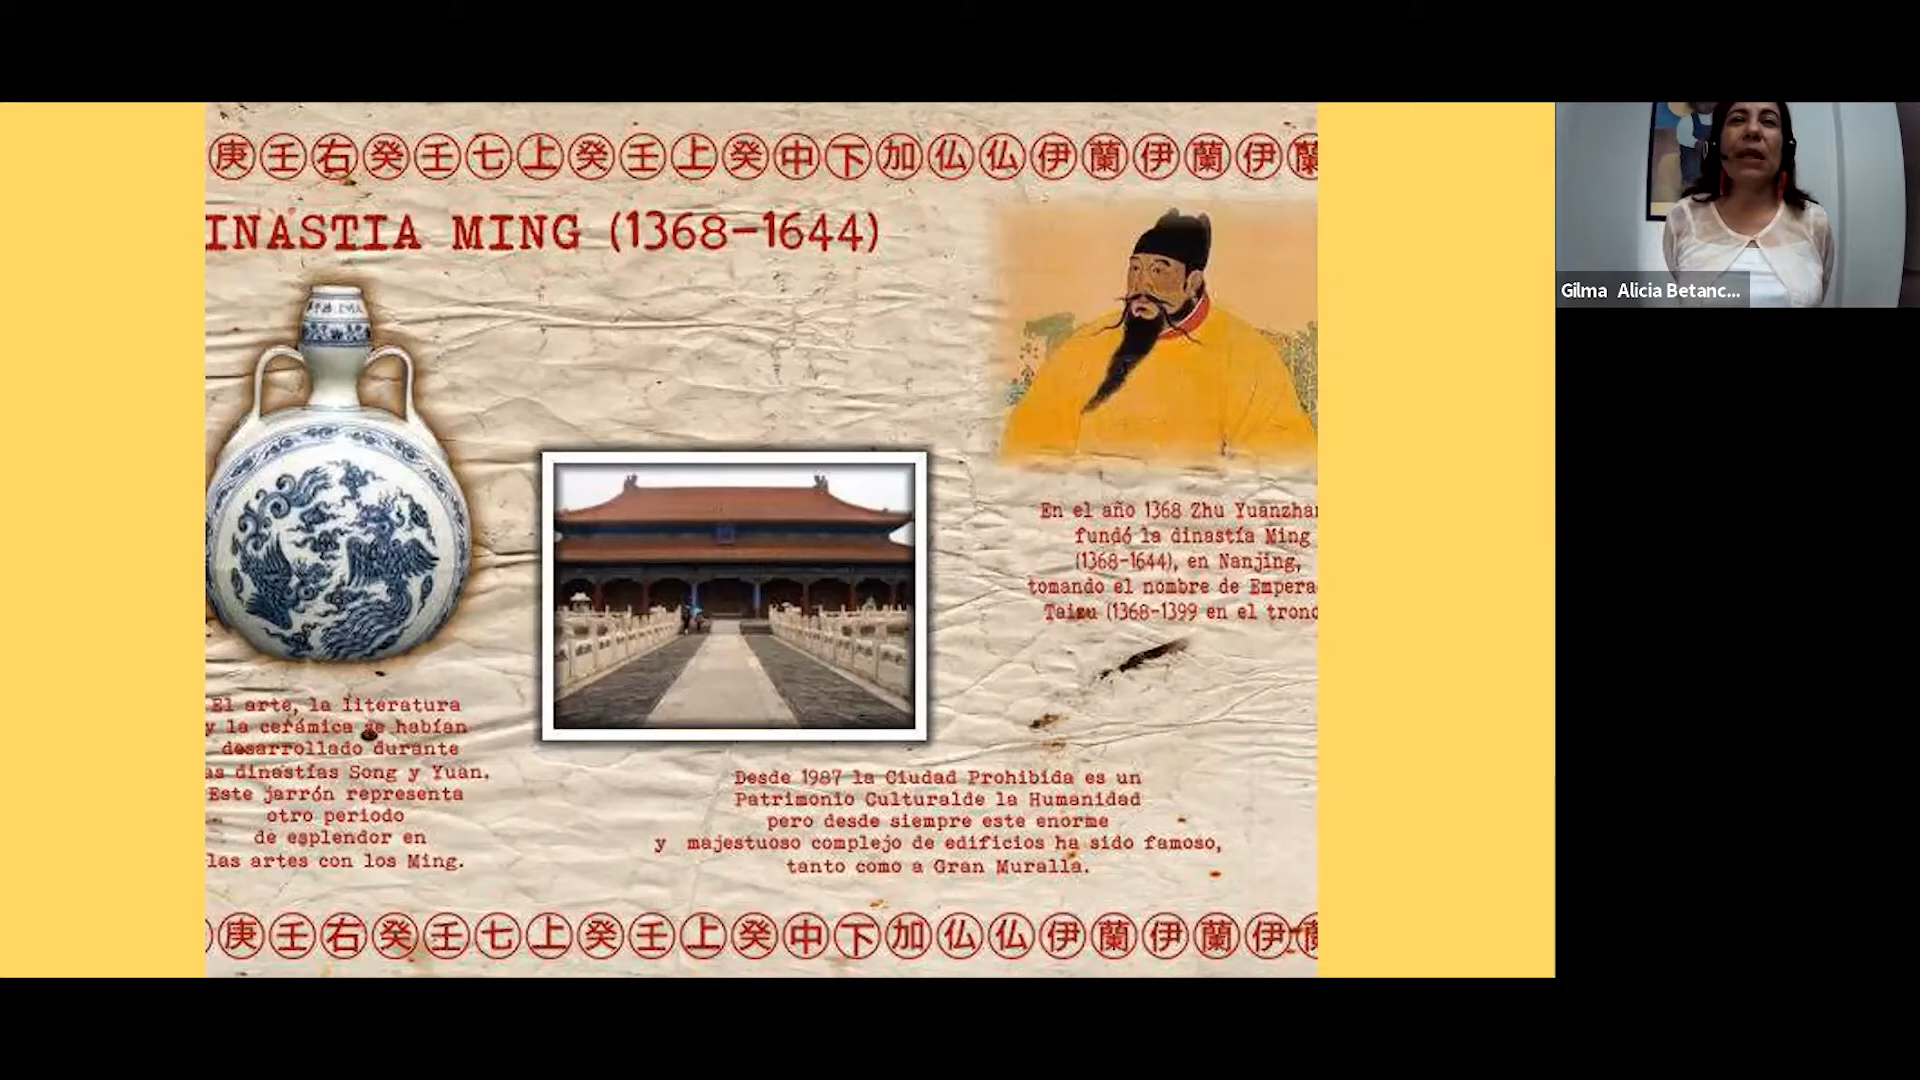 庚壬右癸壬七上癸壬上癸中下加仏仏伊蘭伊蘭伊蘭
INASTIA MING (1368-1644)
En el año 1368 Zhu Yuanzha
fundó la dinastía Ming
(1368-1644), en Nanjing,
tomando el nombre de Empera
Taizu (1368-1399 en el trono
El arte, la literatura
y la cerámica se habían
desarrollado durante
as dinastías Song y Yuan.
Este jarrón representa
otro periodo
de esplendor en
las artes con los Ming.
Desde 1987 la Ciudad Prohibida es un
Patrimonio Culturalde la Humanidad
pero desde siempre este enorme
y majestuoso complejo de edificios ha sido famoso,
tanto como a Gran Muralla.
庚壬右癸壬七上癸壬上癸中下加仏仏伊蘭伊蘭伊
Gilma Alicia Betanc...